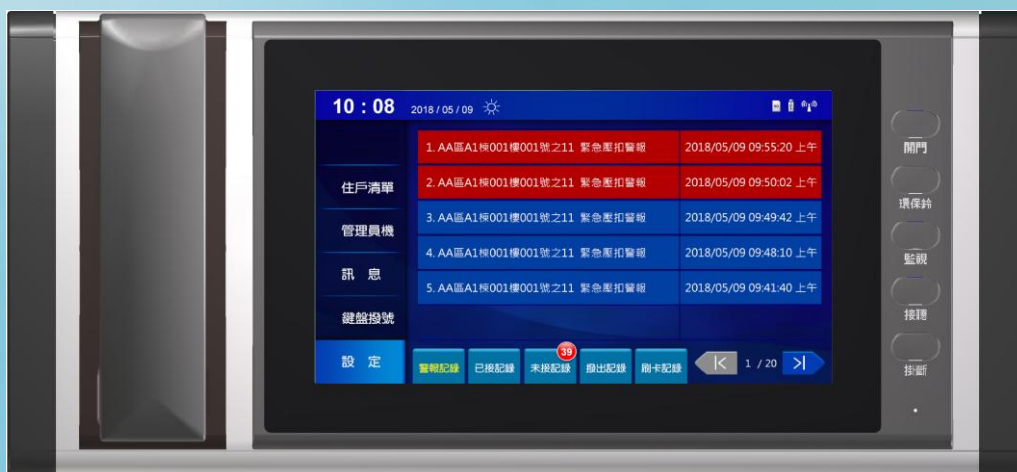 10：08 2018 / 05 / 09
1. AA區A1棟001樓001號之11 緊急壓扣警報 2018/05/09 09:55:20 上午
2. AA區A1棟001樓001號之11 緊急壓扣警報 2018/05/09 09:50:02 上午
3. AA區A1棟001樓001號之11 緊急壓扣警報 2018/05/09 09:49:42 上午
4. AA區A1棟001樓001號之11 緊急壓扣警報 2018/05/09 09:48:10 上午
5. AA區A1棟001樓001號之11 緊急壓扣警報 2018/05/09 09:41:40 上午
住戶清單
管理員機
訊 息
鍵盤撥號
設 定
39
警報記錄 已接記錄 未接記錄 撥出記錄 刷卡記錄 1 / 20
開門
環保鈴
監視
接聽
掛斷